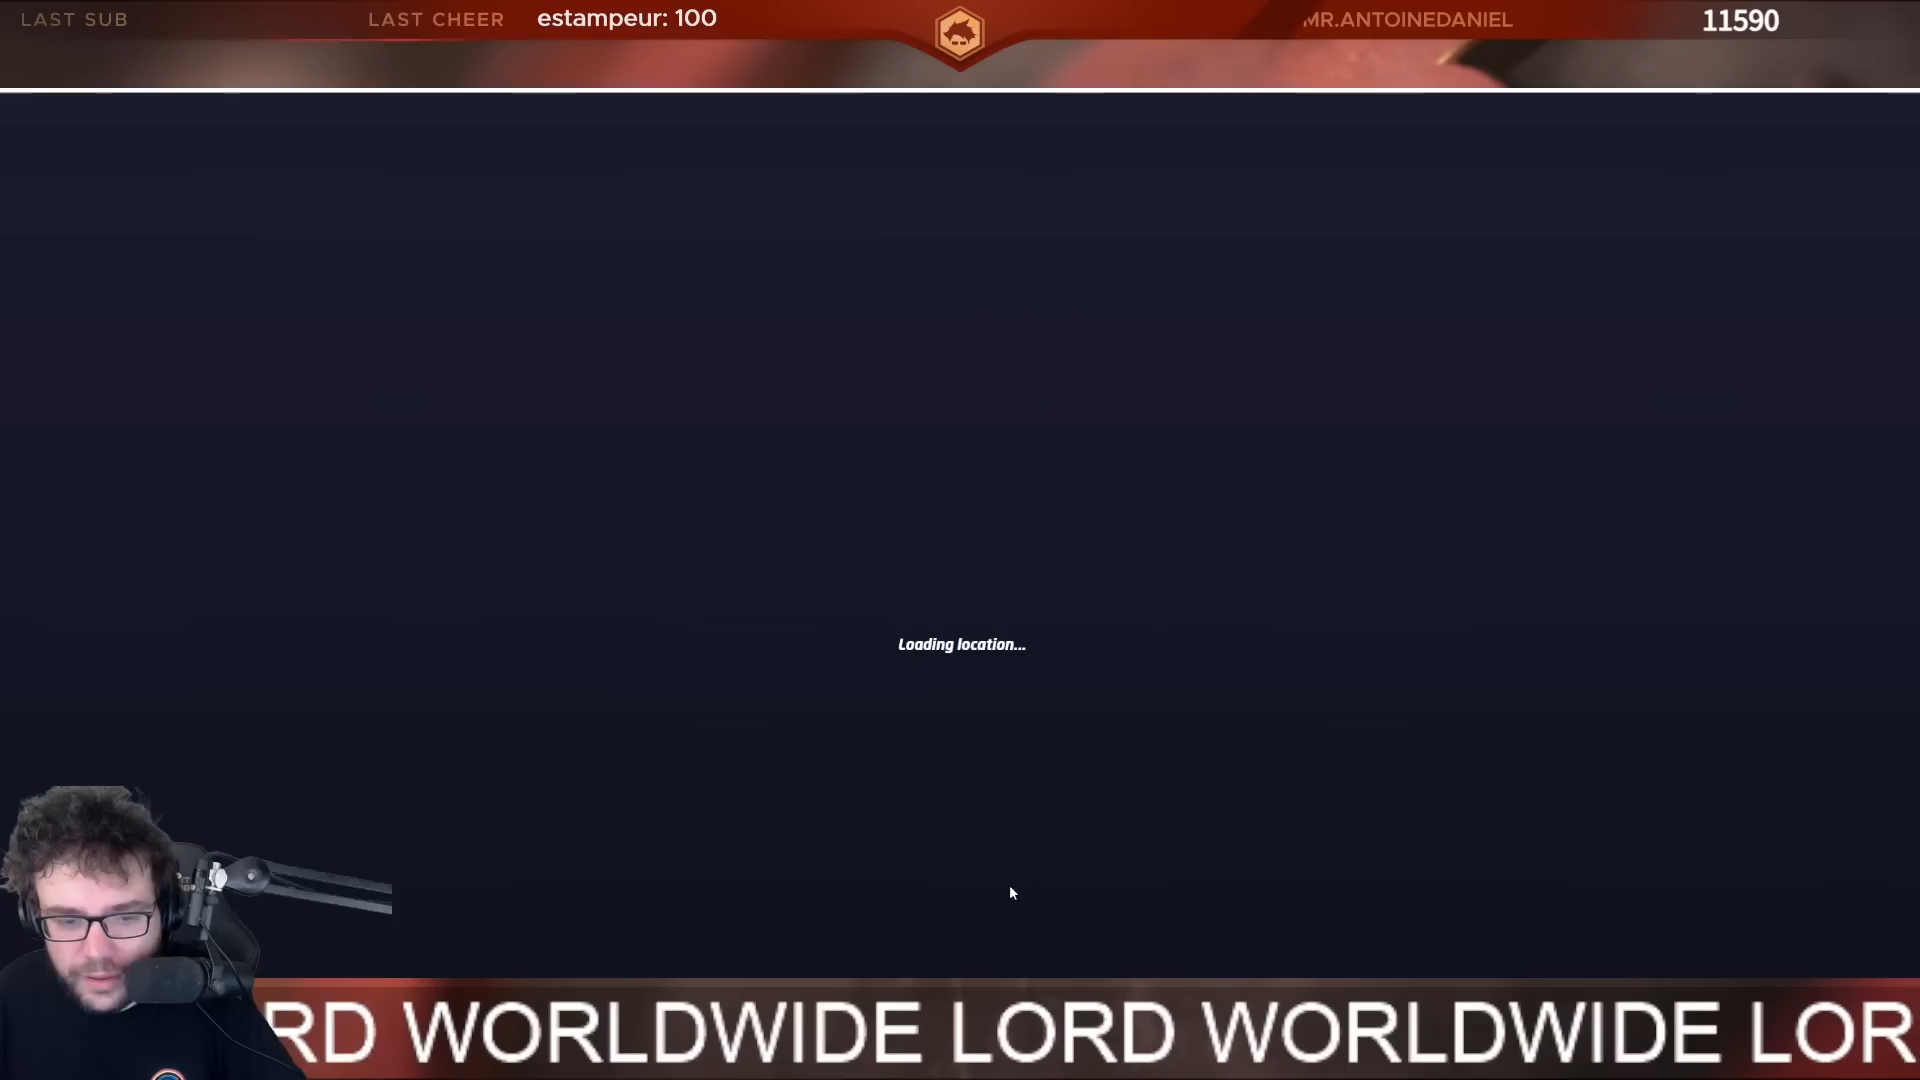 LAST SUB
LAST CHEER
estampeur: 100
MR.ANTOINEDANIEL
11590
Loading location...
RD WORLDWIDE LORD WORLDWIDE LOR